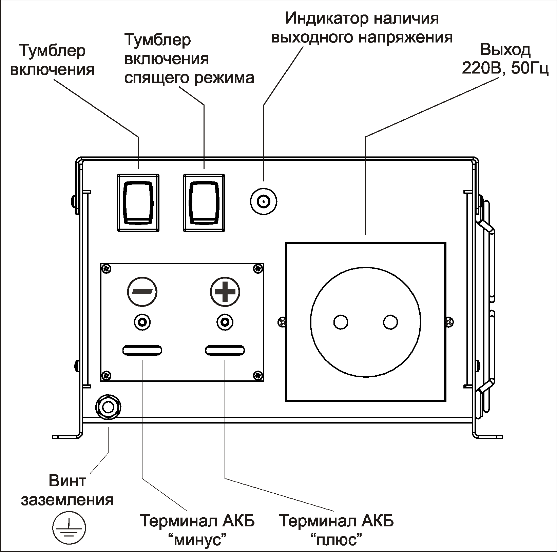 Тумблер
включения
Тумблер
включения
спящего режима
Индикатор наличия
выходного напряжения
Выход
220В, 50Гц
Винт
заземления
Терминал АКБ
“минус”
Терминал АКБ
“плюс”